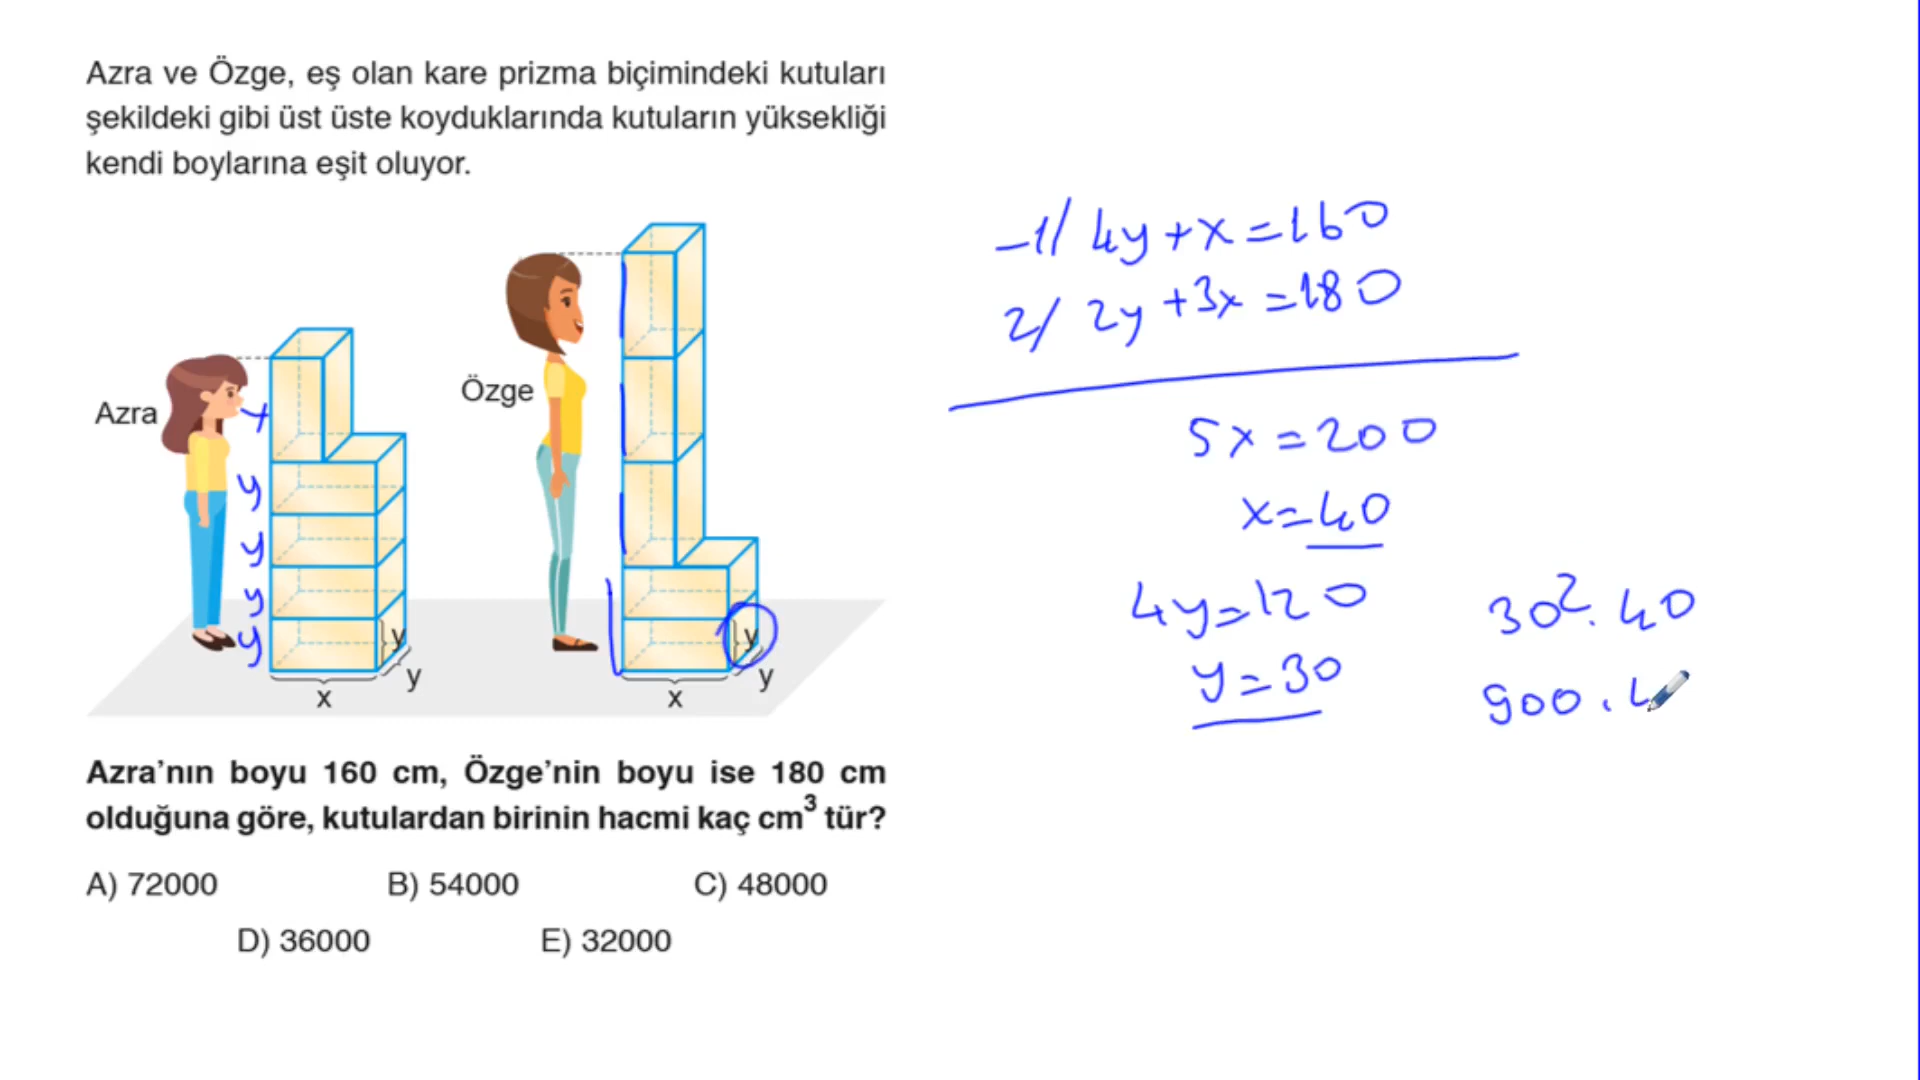 Azra ve Özge, eş olan kare prizma biçimindeki kutuları
şekildeki gibi üst üste koyduklarında kutuların yüksekliği
kendi boylarına eşit oluyor.
Azra
x
y
y
y
y
y
y
x
Özge
y
y
x
Azra’nın boyu 160 cm, Özge’nin boyu ise 180 cm
olduğuna göre, kutulardan birinin hacmi kaç cm³ tür?
A) 72000 B) 54000 C) 48000
D) 36000 E) 32000
-1/ 4y+x=160
2/ 2y+3x=180
5x=200
x=40
4y=120
y=30
30².40
900.4